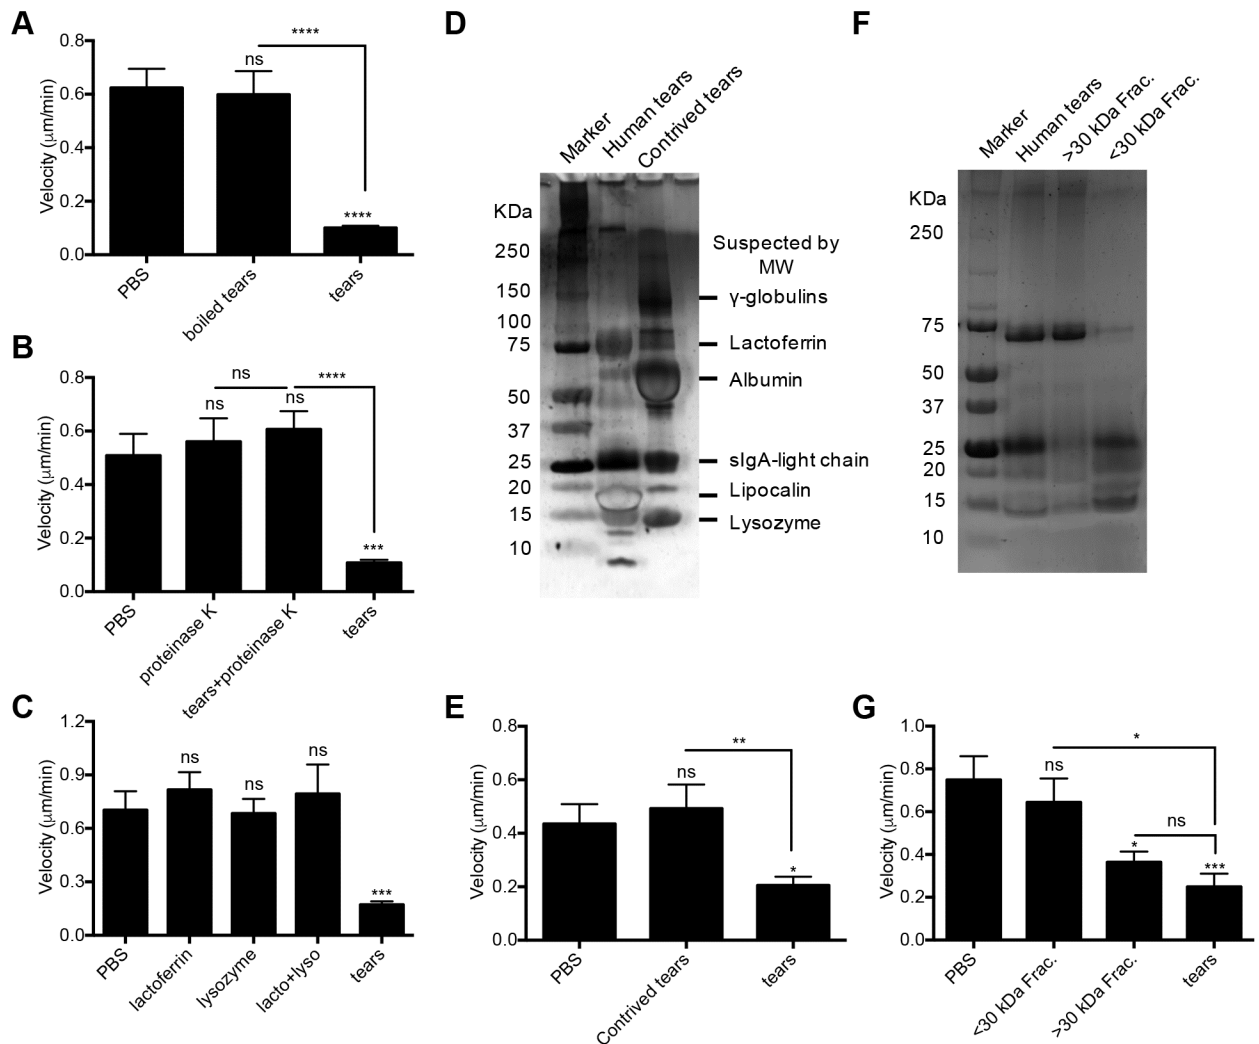 A
Velocity (μm/min)
0.8
0.6
0.4
0.2
0.0
****
ns
****
PBS
boiled tears
tears
B
Velocity (μm/min)
0.8
0.6
0.4
0.2
0.0
ns
****
ns
ns
***
PBS
proteinase K
tears+proteinase K
tears
C
Velocity (μm/min)
1.2
0.9
0.6
0.3
0.0
ns
ns
ns
***
PBS
lactoferrin
lysozyme
lacto+lyso
tears
D
Marker
Human tears
Contrived tears
KDa
250
150
100
75
50
37
25
20
15
10
Suspected by
MW
γ-globulins
Lactoferrin
Albumin
sIgA-light chain
Lipocalin
Lysozyme
E
Velocity (μm/min)
0.8
0.6
0.4
0.2
0.0
**
ns
*
PBS
Contrived tears
tears
F
Marker
Human tears
>30 kDa Frac.
<30 kDa Frac.
KDa
250
75
50
37
25
20
15
10
G
Velocity (μm/min)
1.0
0.8
0.6
0.4
0.2
0.0
*
ns
ns
*
***
PBS
<30 kDa Frac.
>30 kDa Frac.
tears